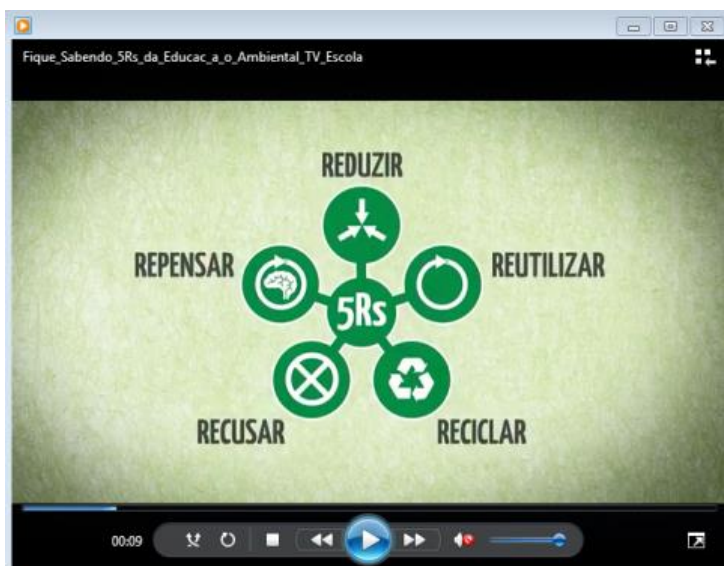 Fique_Sabendo_5Rs_da_Educac_a_o_Ambiental_TV_Escola
REDUZIR
REPENSAR
REUTILIZAR
5Rs
RECUSAR
RECICLAR
00:09